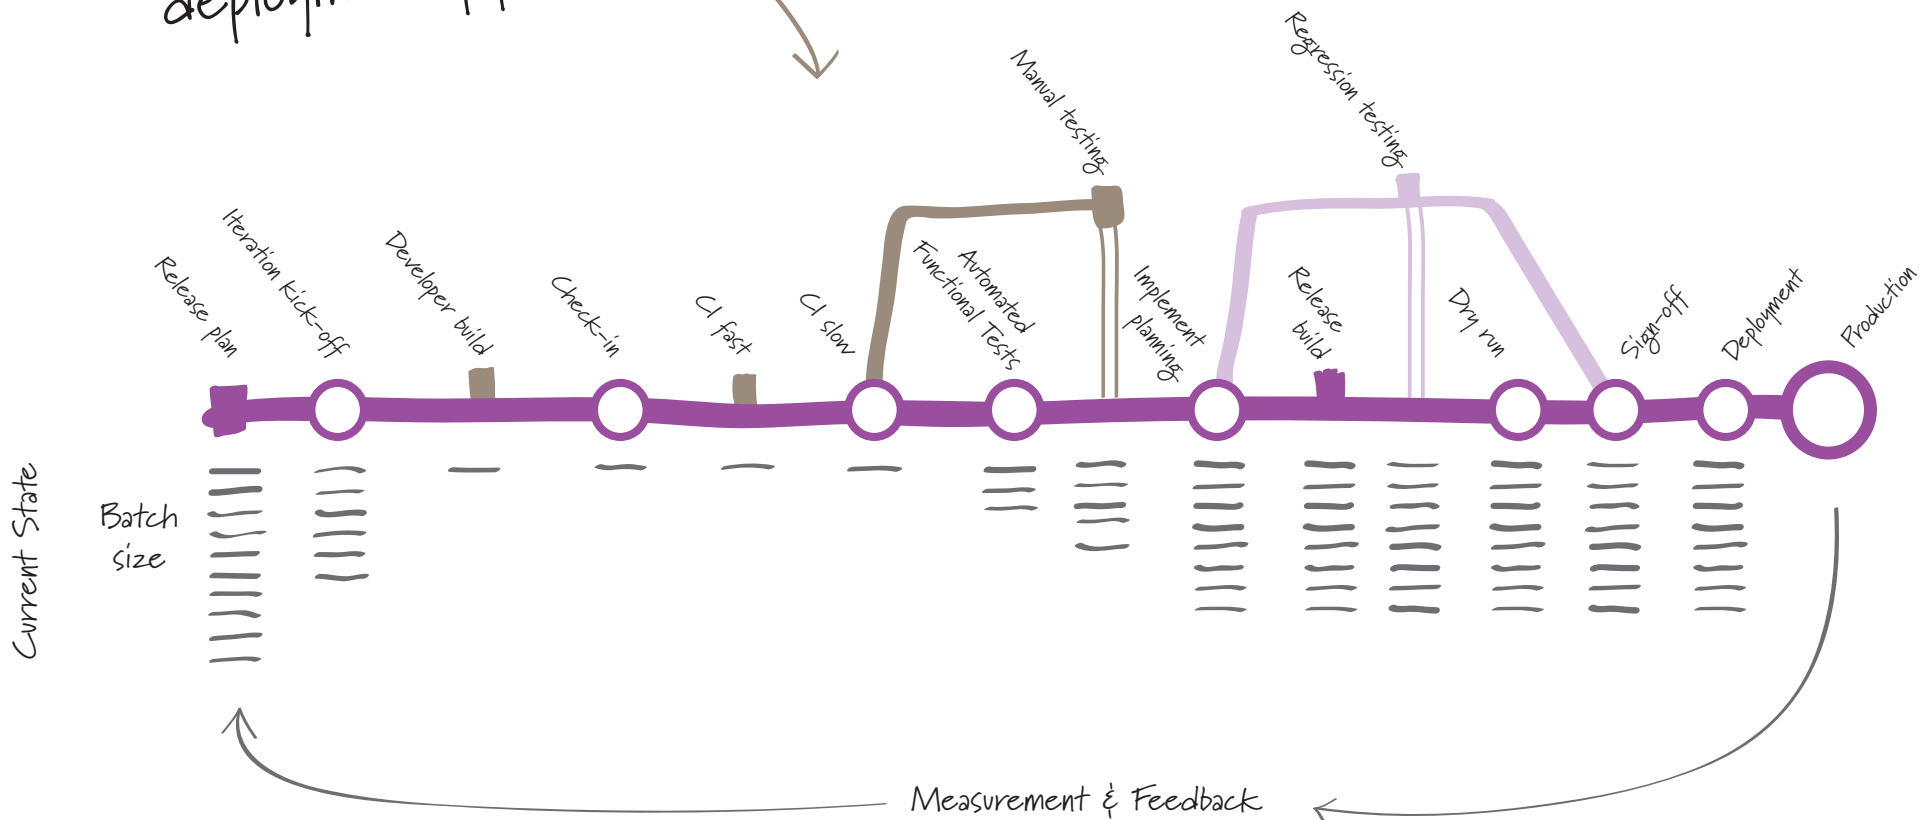 Manual testing
Regression testing
Release plan
Iteration kick-off
Developer build
Check-in
CI fast
CI slow
Automated
Functional Tests
Implement
planning
Release
build
Dry run
Sign-off
Deployment
Production
Current State
Batch
size
Measurement & Feedback